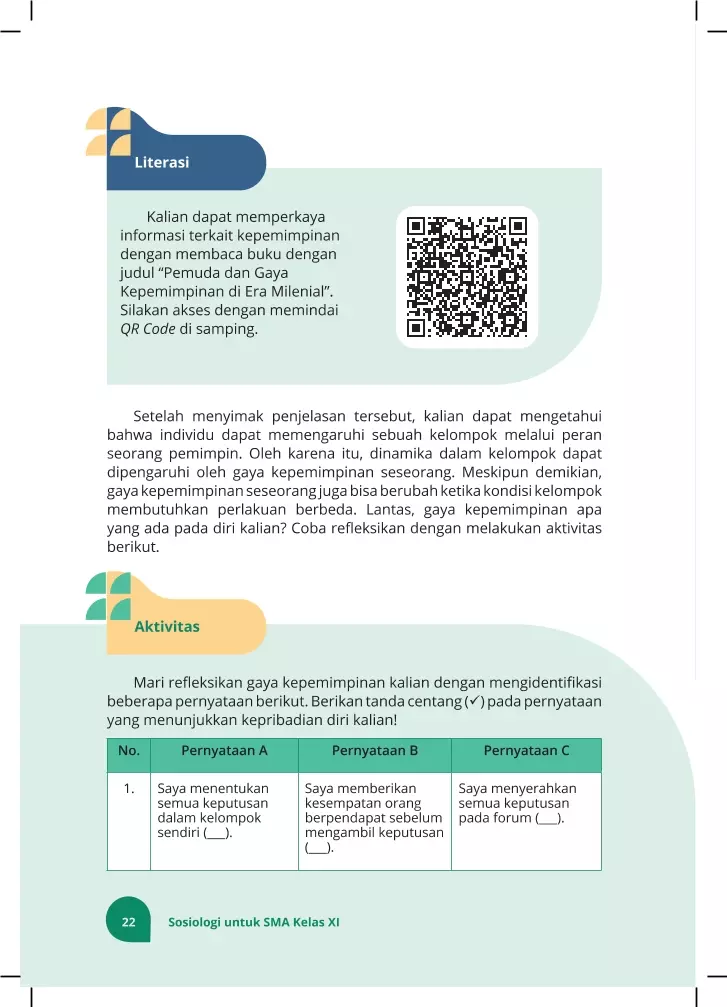 Literasi
Kalian dapat memperkaya
informasi terkait kepemimpinan
dengan membaca buku dengan
judul “Pemuda dan Gaya
Kepemimpinan di Era Milenial”.
Silakan akses dengan memindai
QR Code di samping.
Setelah menyimak penjelasan tersebut, kalian dapat mengetahui
bahwa individu dapat memengaruhi sebuah kelompok melalui peran
seorang pemimpin. Oleh karena itu, dinamika dalam kelompok dapat
dipengaruhi oleh gaya kepemimpinan seseorang. Meskipun demikian,
gaya kepemimpinan seseorang juga bisa berubah ketika kondisi kelompok
membutuhkan perlakuan berbeda. Lantas, gaya kepemimpinan apa
yang ada pada diri kalian? Coba refleksikan dengan melakukan aktivitas
berikut.
Aktivitas
Mari refleksikan gaya kepemimpinan kalian dengan mengidentifikasi
beberapa pernyataan berikut. Berikan tanda centang (✓) pada pernyataan
yang menunjukkan kepribadian diri kalian!
No. Pernyataan A Pernyataan B Pernyataan C
1. Saya menentukan Saya memberikan Saya menyerahkan
semua keputusan kesempatan orang semua keputusan
dalam kelompok berpendapat sebelum pada forum (___).
sendiri (___). mengambil keputusan
(___).
22 Sosiologi untuk SMA Kelas XI